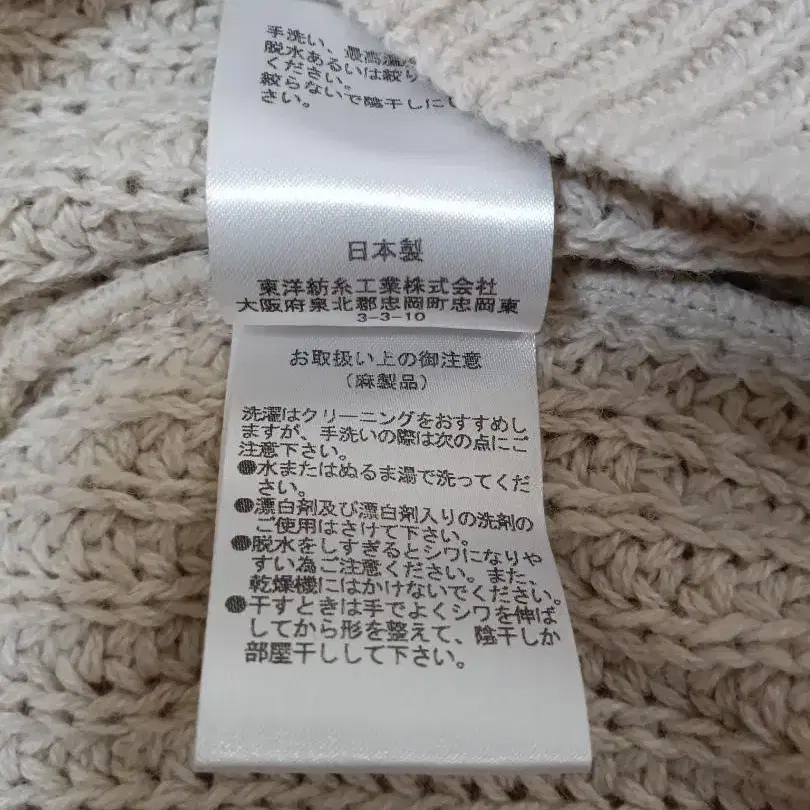 手洗い、最高温
脱水あるいは絞り
ください。
絞らないで陰干しにし
さい。
日本製
東洋紡糸工業株式会社
大阪府泉北郡忠岡町忠岡東
3-3-10
お取扱い上の御注意
(麻製品)
洗濯はクリーニングをおすすめし
ますが、手洗いの際は次の点にご
注意下さい。
●水またはぬるま湯で洗ってくだ
さい。
●漂白剤及び漂白剤入りの洗剤の
ご使用はさけて下さい。
●脱水をしすぎるとシワになりや
すい為ご注意ください。また、
乾燥機にはかけないでください。
●干すときは手でよくシワを伸ば
してから形を整えて、陰干しか
部屋干しして下さい。